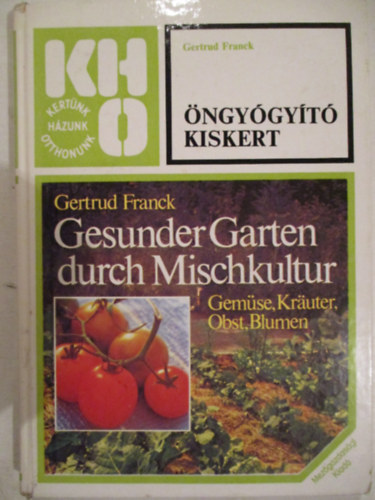 KH
O
KERTÜNK
HÁZUNK
OTTHONUNK
Gertrud Franck
ÖNGYÓGYÍTÓ
KISKERT
Gertrud Franck
Gesunder Garten
durch Mischkultur
Gemüse, Kräuter,
Obst, Blumen
Mezőgazdasági
Kiadó